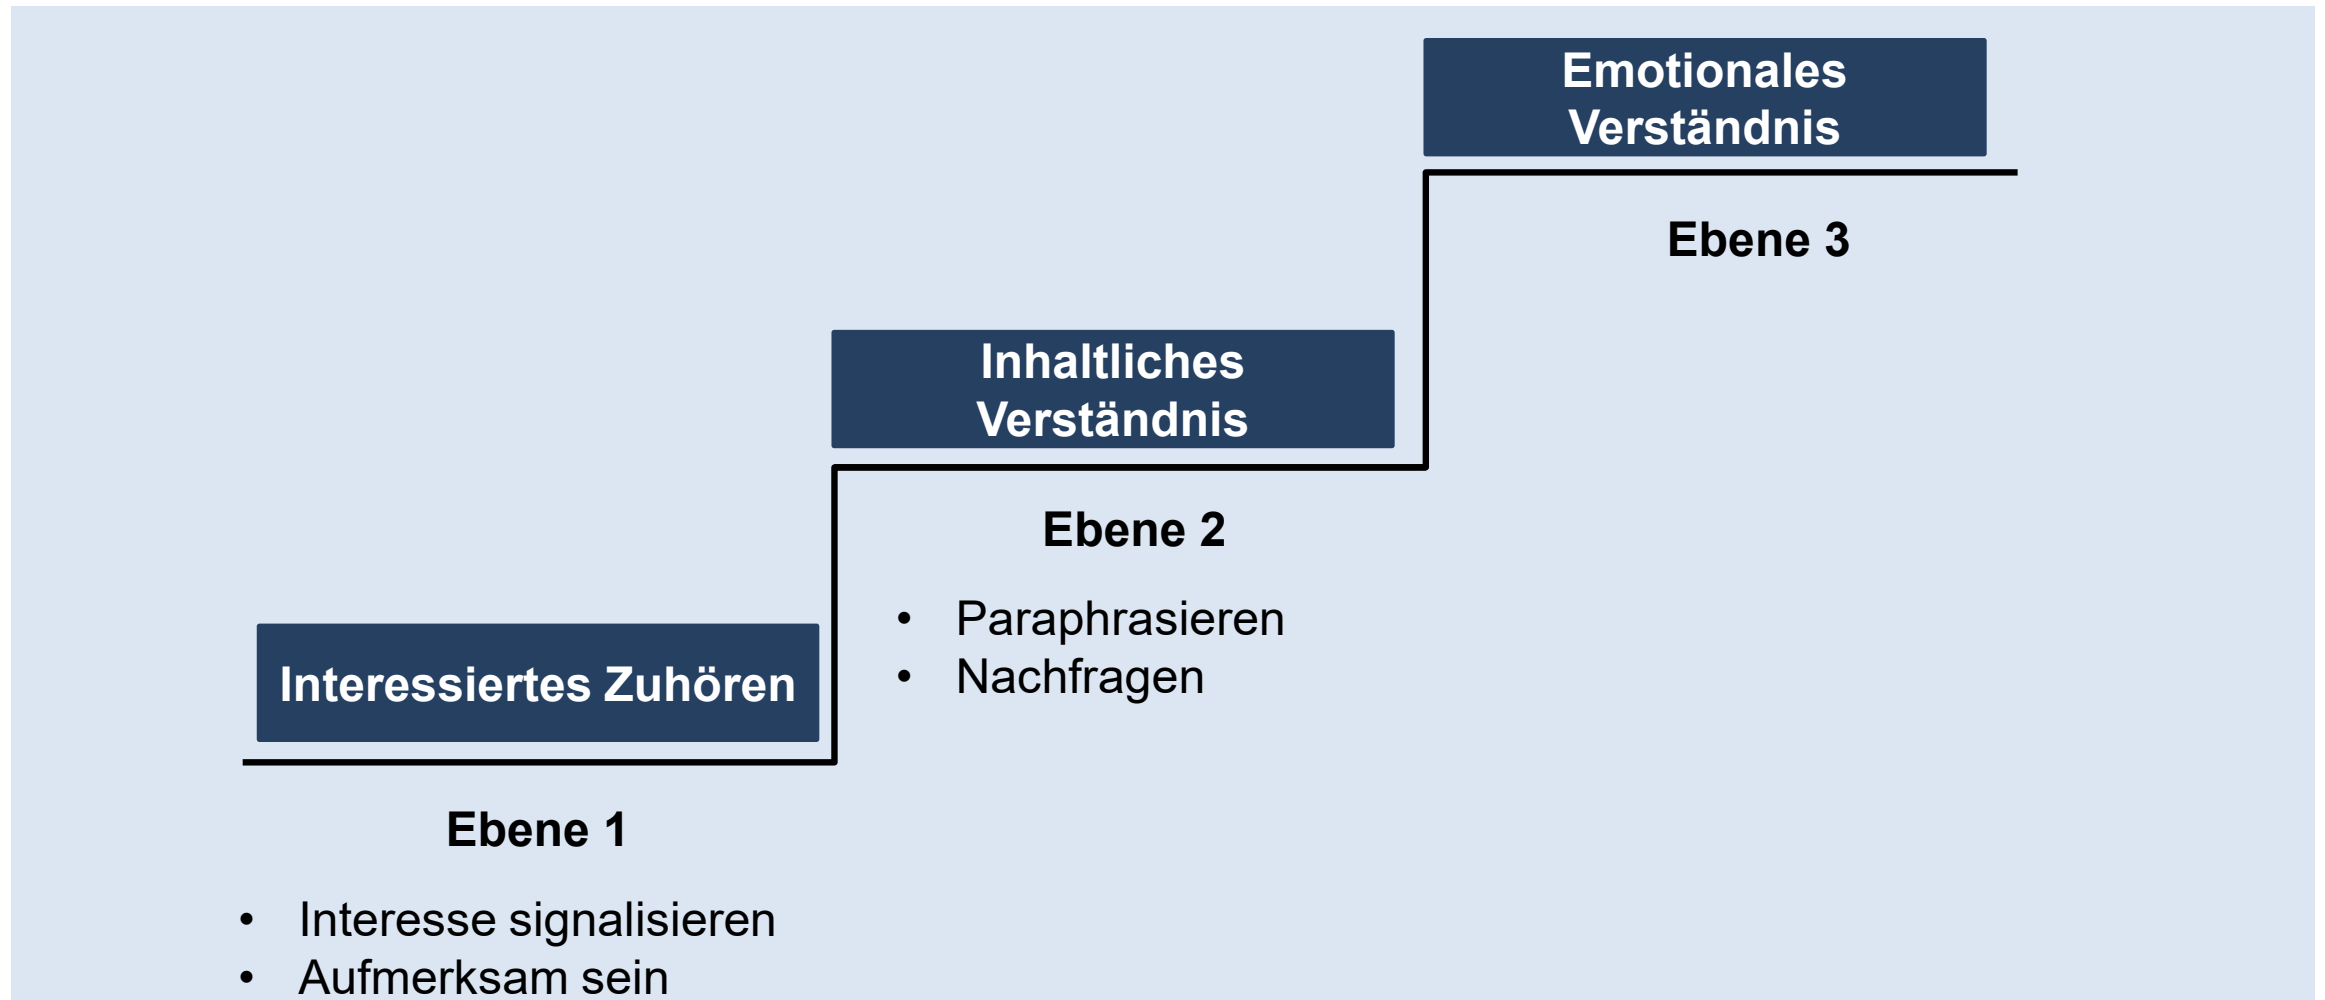 Emotionales
Verständnis
Ebene 3
Inhaltliches
Verständnis
Ebene 2
• Paraphrasieren
• Nachfragen
Interessiertes Zuhören
Ebene 1
• Interesse signalisieren
• Aufmerksam sein